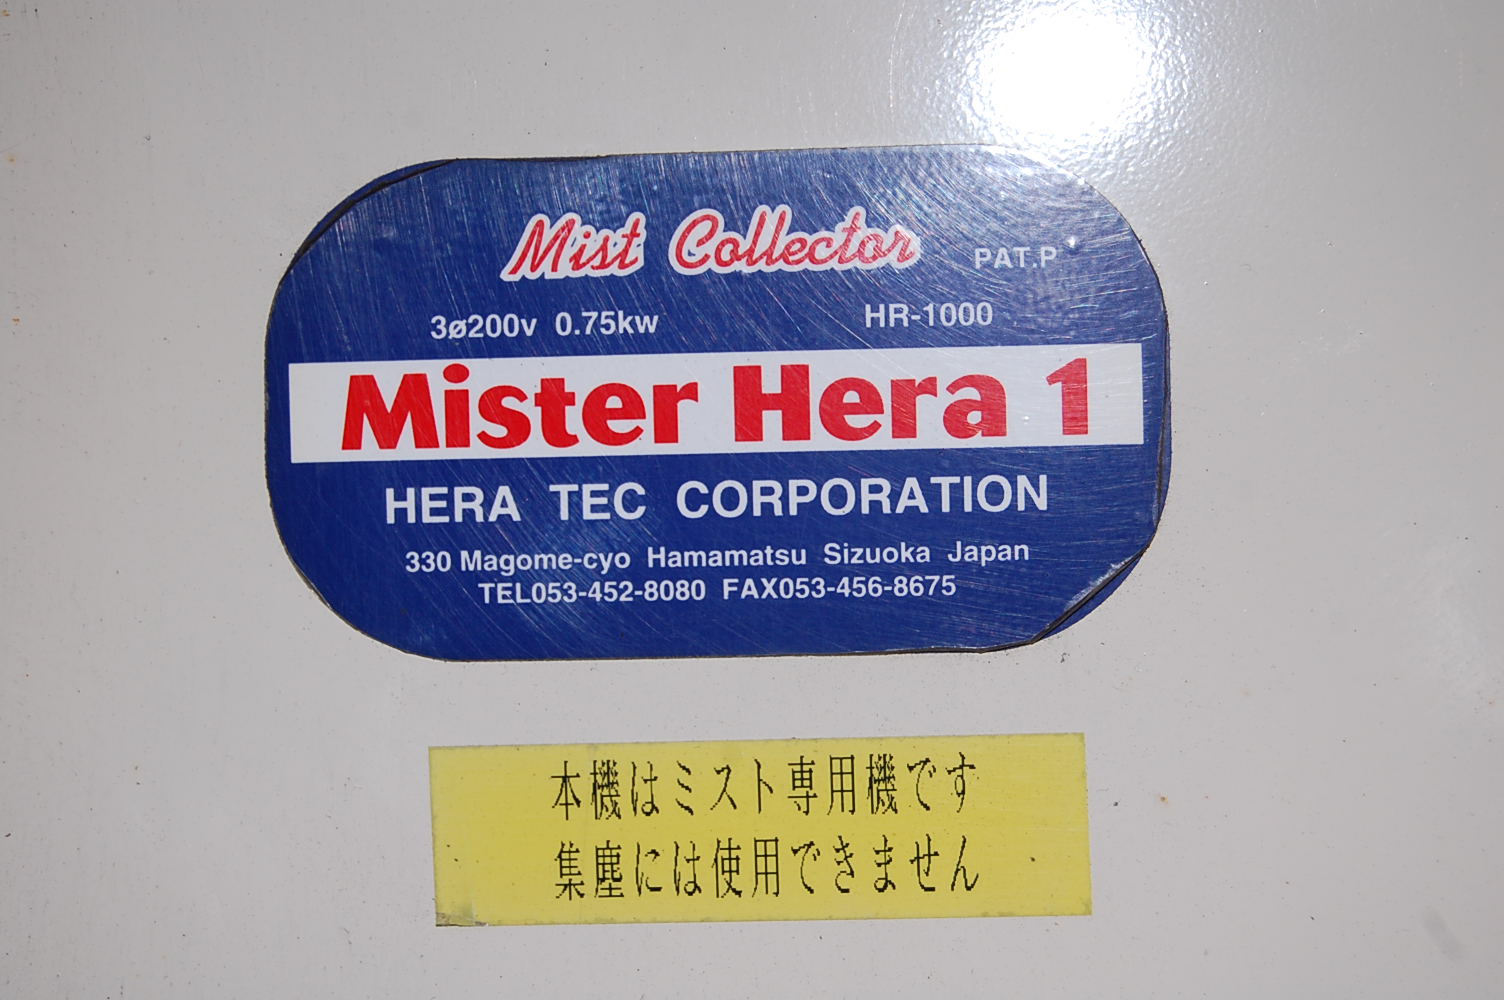 Mist Collector PAT.P
3ø200v 0.75kw HR-1000
Mister Hera 1
HERA TEC CORPORATION
330 Magome-cyo Hamamatsu Sizuoka Japan
TEL053-452-8080 FAX053-456-8675
本機はミスト専用機です
集塵には使用できません